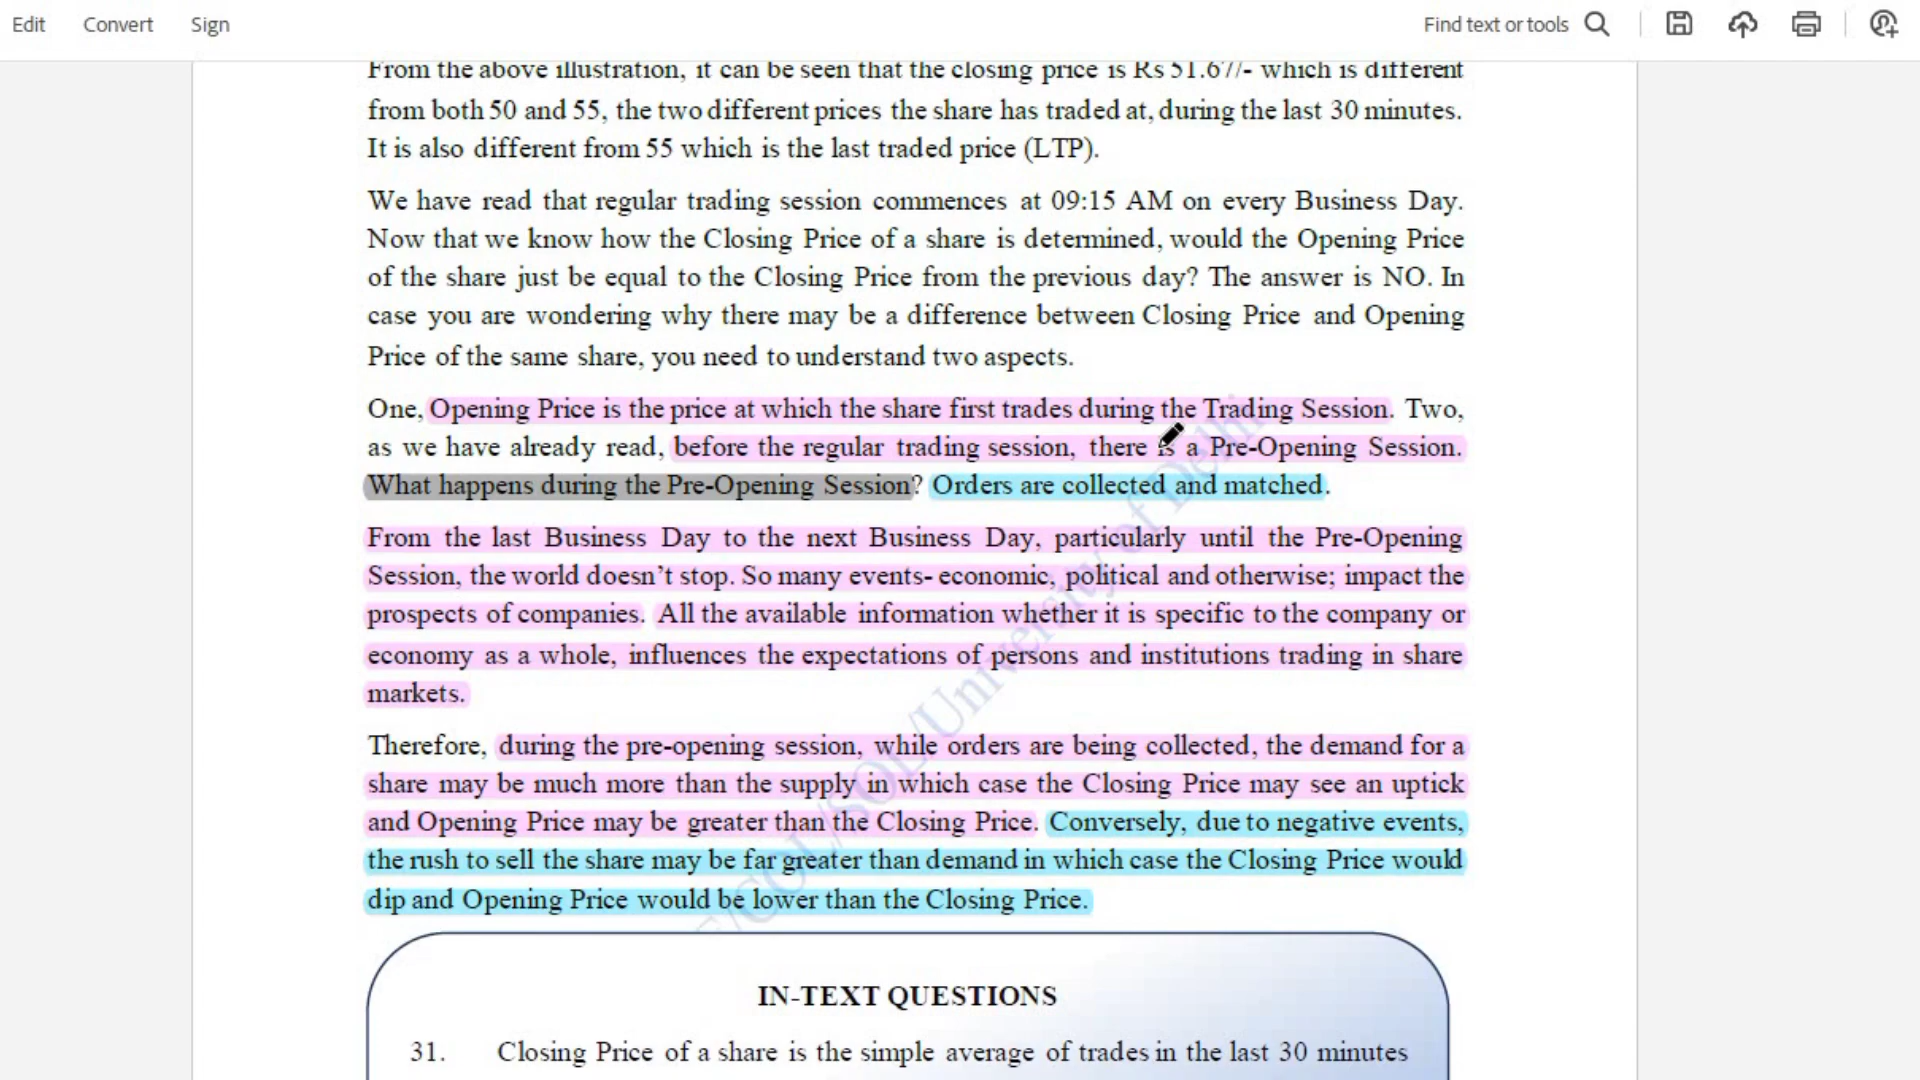 Edit Convert Sign Find text or tools
From the above illustration, it can be seen that the closing price is Rs 51.67/- which is different
from both 50 and 55, the two different prices the share has traded at, during the last 30 minutes.
It is also different from 55 which is the last traded price (LTP).
We have read that regular trading session commences at 09:15 AM on every Business Day.
Now that we know how the Closing Price of a share is determined, would the Opening Price
of the share just be equal to the Closing Price from the previous day? The answer is NO. In
case you are wondering why there may be a difference between Closing Price and Opening
Price of the same share, you need to understand two aspects.
One, Opening Price is the price at which the share first trades during the Trading Session. Two,
as we have already read, before the regular trading session, there is a Pre-Opening Session.
What happens during the Pre-Opening Session? Orders are collected and matched.
From the last Business Day to the next Business Day, particularly until the Pre-Opening
Session, the world doesn’t stop. So many events- economic, political and otherwise; impact the
prospects of companies. All the available information whether it is specific to the company or
economy as a whole, influences the expectations of persons and institutions trading in share
markets.
Therefore, during the pre-opening session, while orders are being collected, the demand for a
share may be much more than the supply in which case the Closing Price may see an uptick
and Opening Price may be greater than the Closing Price. Conversely, due to negative events,
the rush to sell the share may be far greater than demand in which case the Closing Price would
dip and Opening Price would be lower than the Closing Price.
/COL/SOL/University of Delhi
IN-TEXT QUESTIONS
31. Closing Price of a share is the simple average of trades in the last 30 minutes